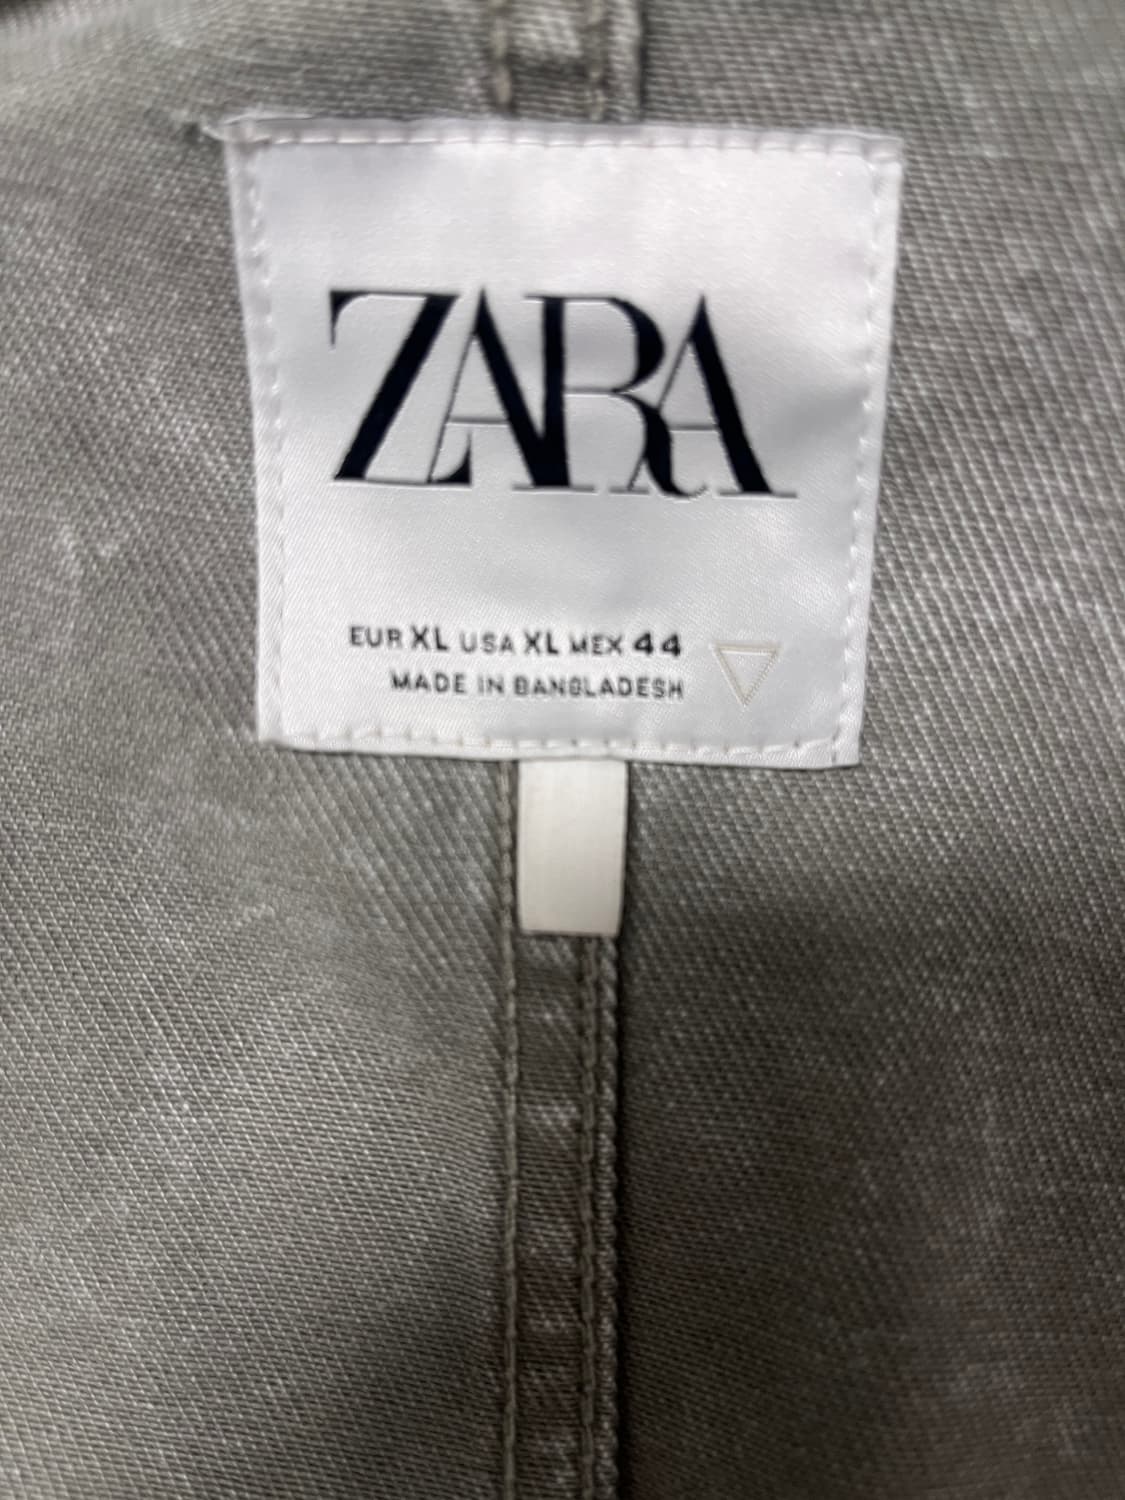 ZARA
EUR XL USA XL MEX 44
MADE IN BANGLADESH